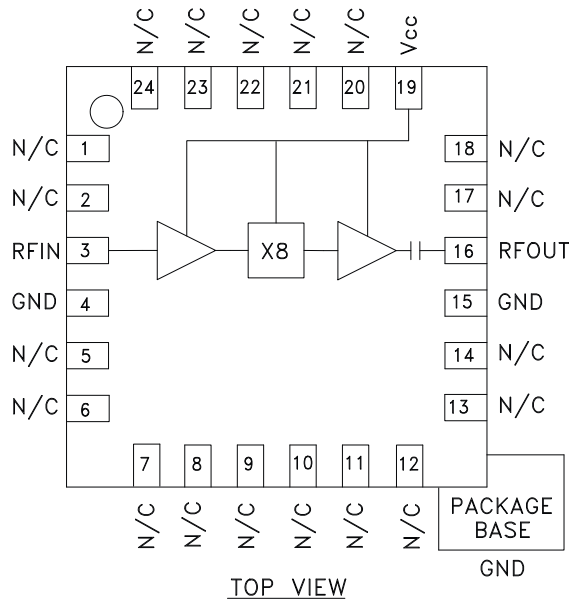 N/C N/C N/C N/C N/C Vcc
24 23 22 21 20 19
N/C 1 18 N/C
N/C 2 17 N/C
RFIN 3 X8 16 RFOUT
GND 4 15 GND
N/C 5 14 N/C
N/C 6 13 N/C
7 8 9 10 11 12
N/C N/C N/C N/C N/C N/C
PACKAGE
BASE
GND
TOP VIEW